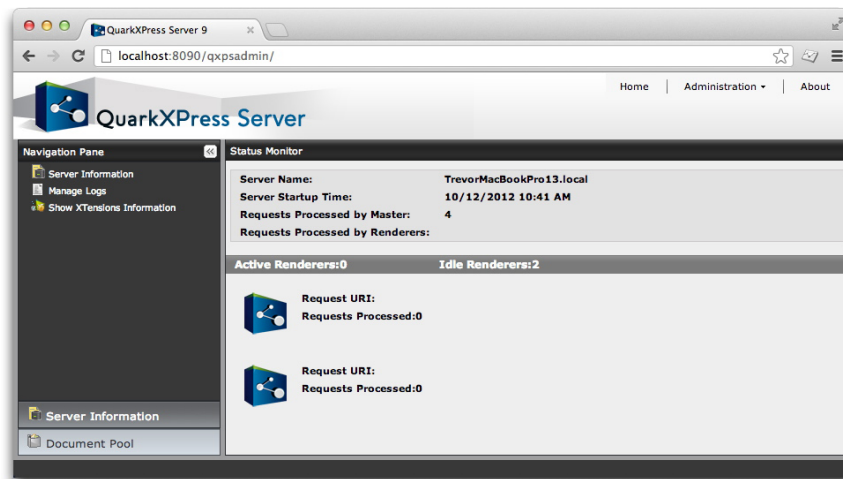 QuarkXPress Server 9
localhost:8090/qxpsadmin/
Home | Administration | About
QuarkXPress Server
Navigation Pane
Server Information
Manage Logs
Show XTensions Information
Server Information
Document Pool
Status Monitor
Server Name: TrevorMacBookPro13.local
Server Startup Time: 10/12/2012 10:41 AM
Requests Processed by Master: 4
Requests Processed by Renderers:
Active Renderers:0 Idle Renderers:2
Request URI:
Requests Processed:0
Request URI:
Requests Processed:0